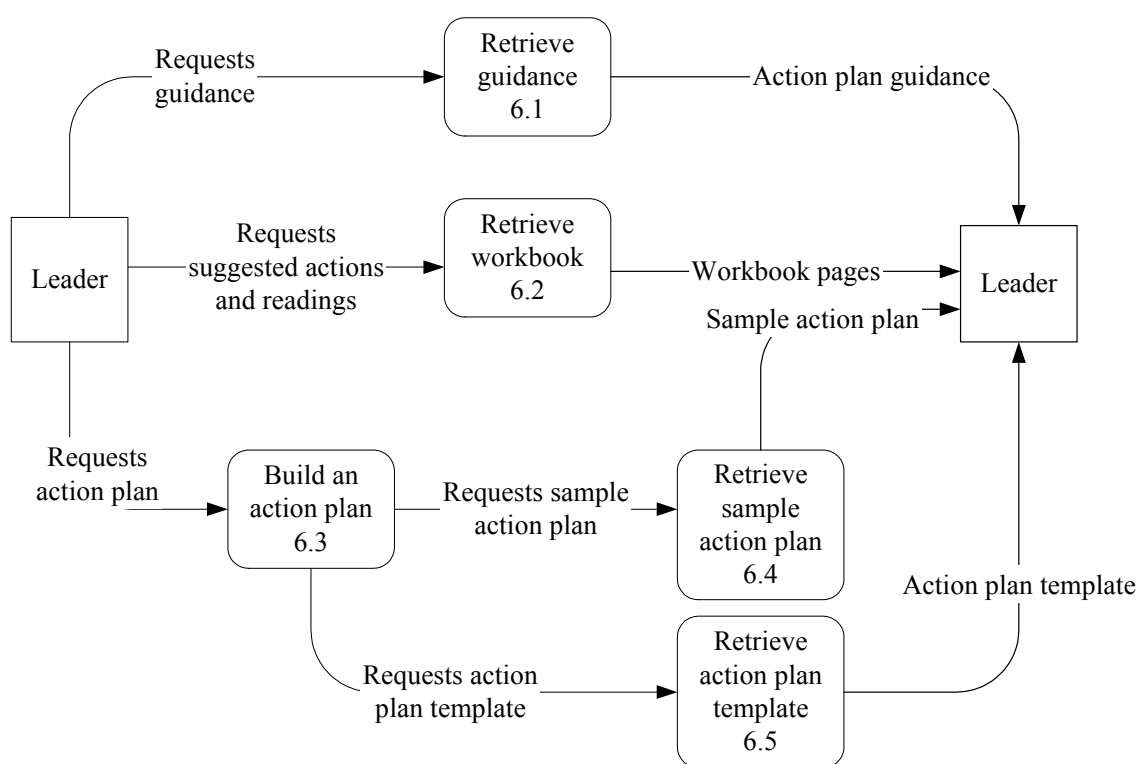 Requests
guidance
Retrieve
guidance
6.1
Action plan guidance
Leader
Requests
suggested actions
and readings
Retrieve
workbook
6.2
Workbook pages
Sample action plan
Leader
Requests
action plan
Build an
action plan
6.3
Requests sample
action plan
Retrieve
sample
action plan
6.4
Action plan template
Requests action
plan template
Retrieve
action plan
template
6.5